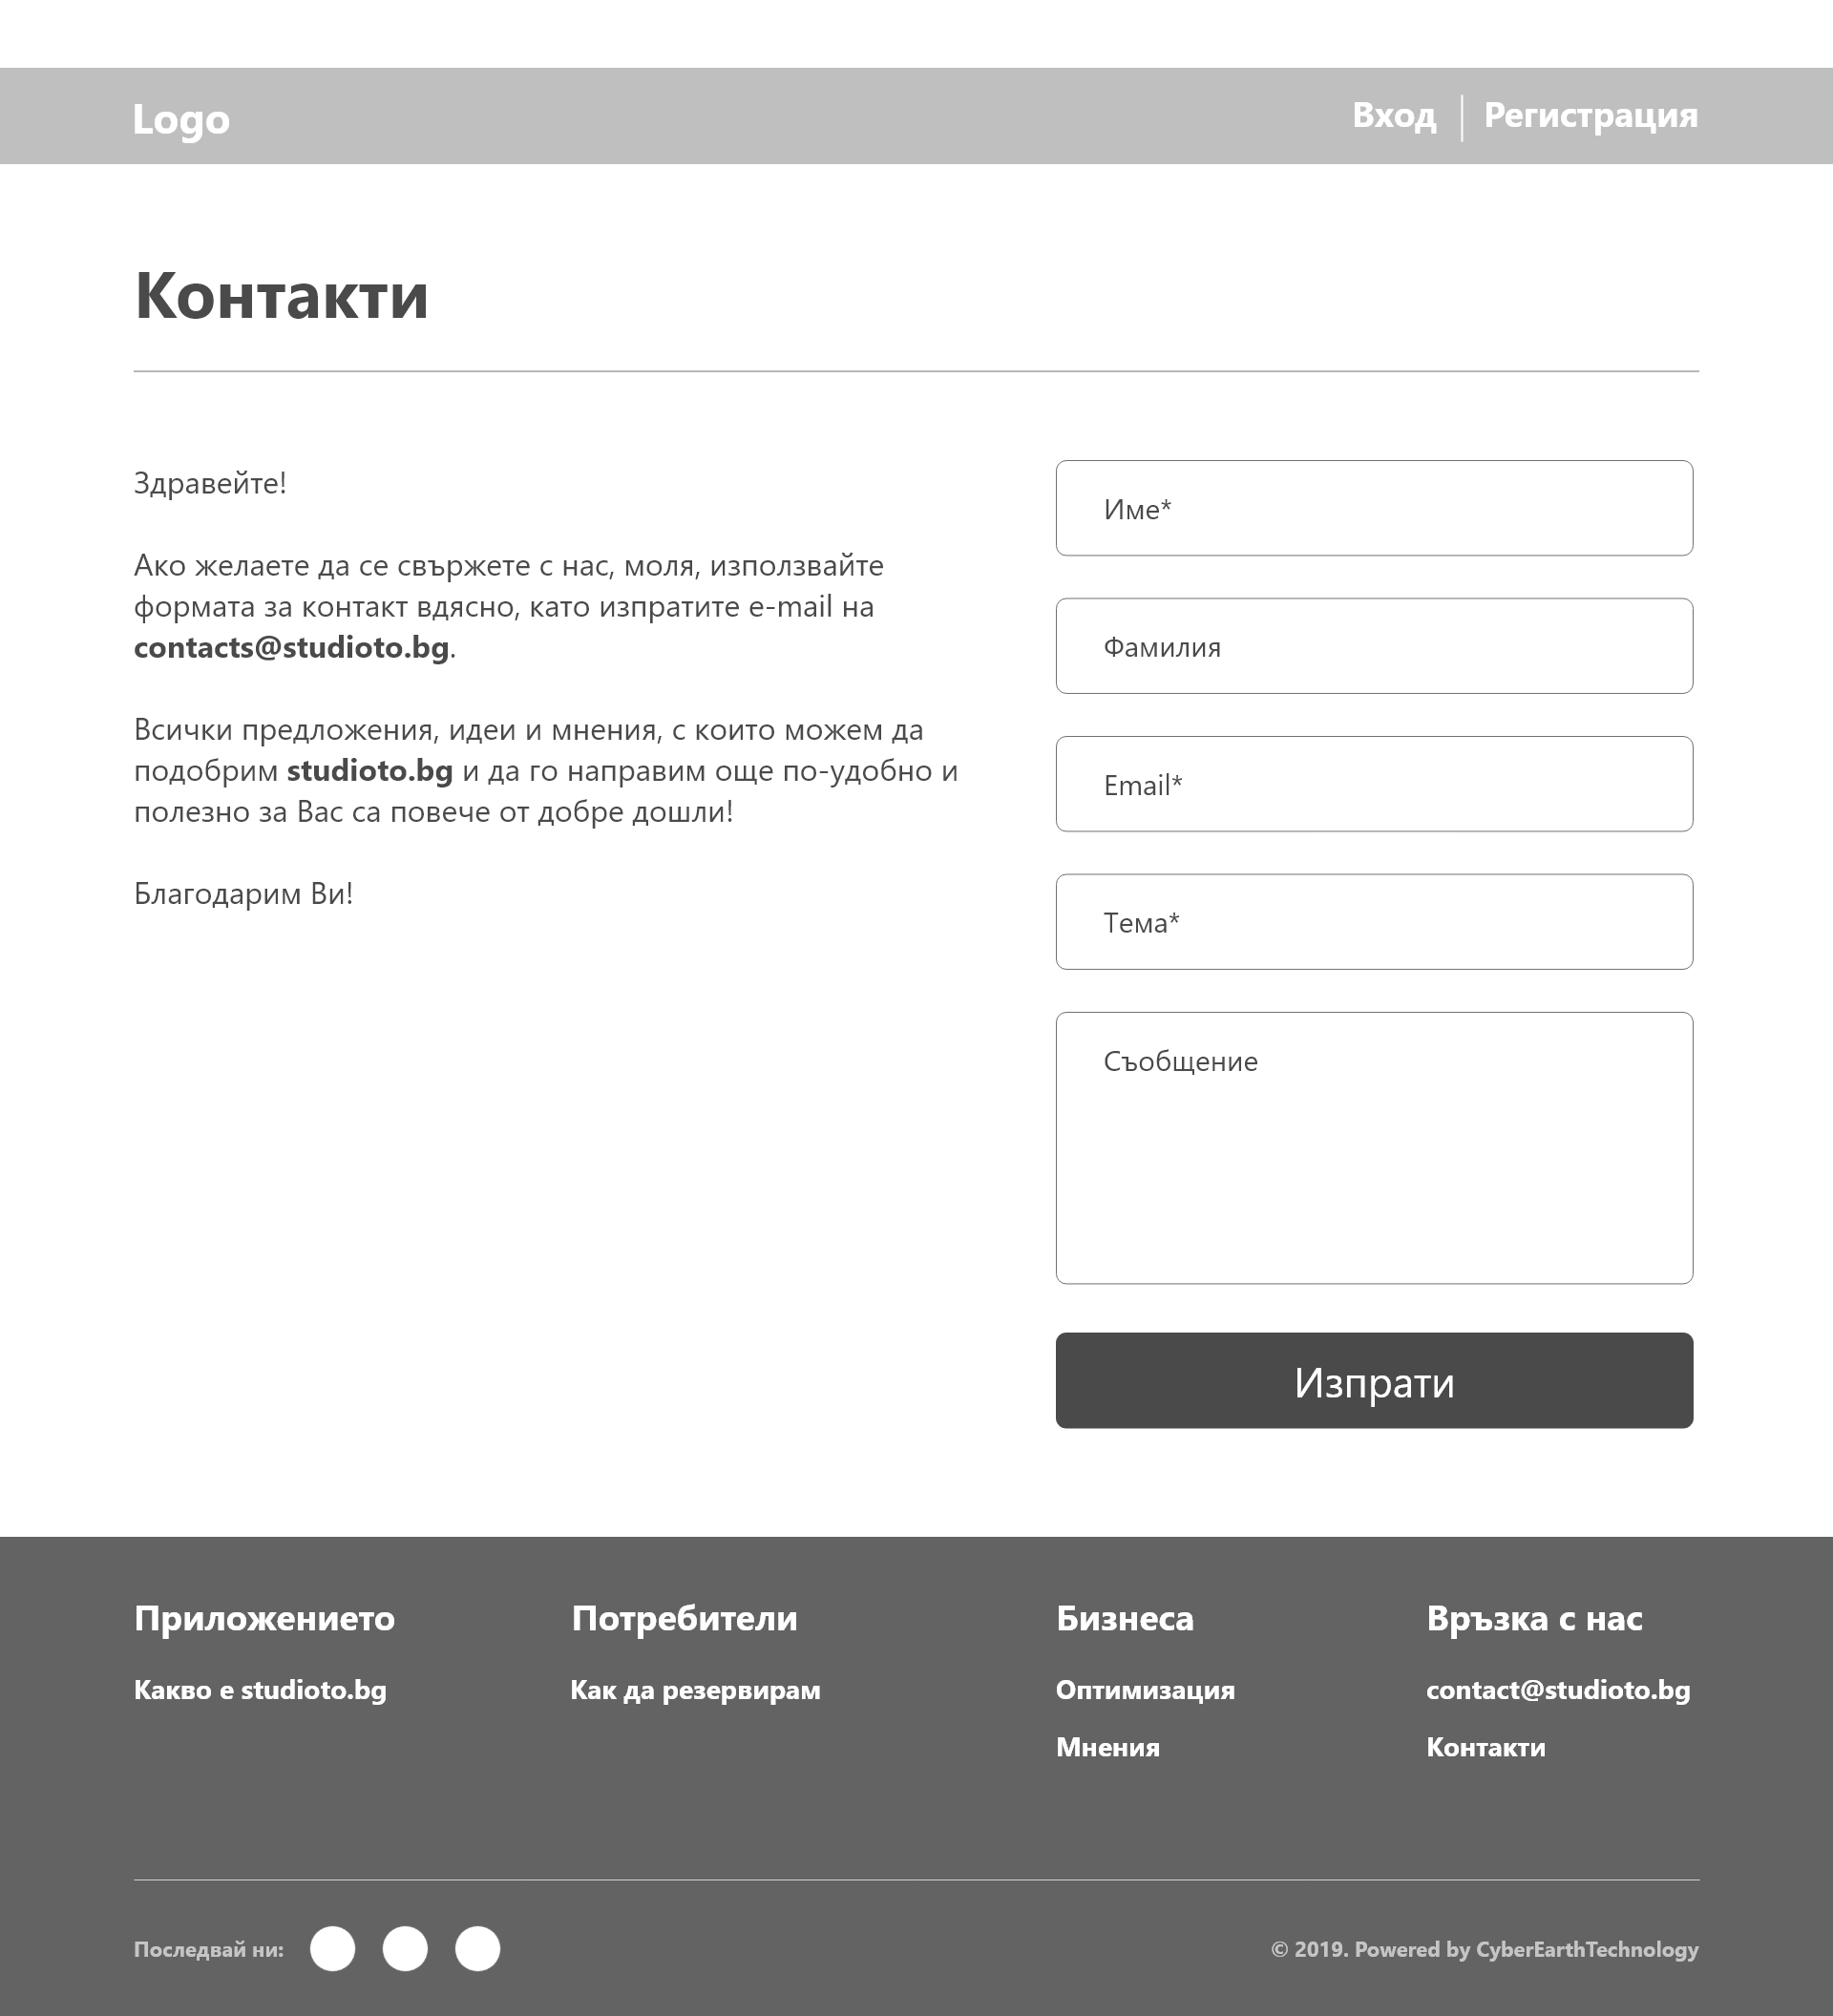 Logo
Вход
Регистрация
Контакти
Здравейте!
Ако желаете да се свържете с нас, моля, използвайте
формата за контакт вдясно, като изпратите e-mail на
contacts@studioto.bg.
Всички предложения, идеи и мнения, с които можем да
подобрим studioto.bg и да го направим още по-удобно и
полезно за Вас са повече от добре дошли!
Благодарим Ви!
Име*
Фамилия
Email*
Тема*
Съобщение
Изпрати
Приложението
Какво е studioto.bg
Потребители
Как да резервирам
Бизнеса
Оптимизация
Мнения
Връзка с нас
contact@studioto.bg
Контакти
Последвай ни:
© 2019. Powered by CyberEarthTechnology